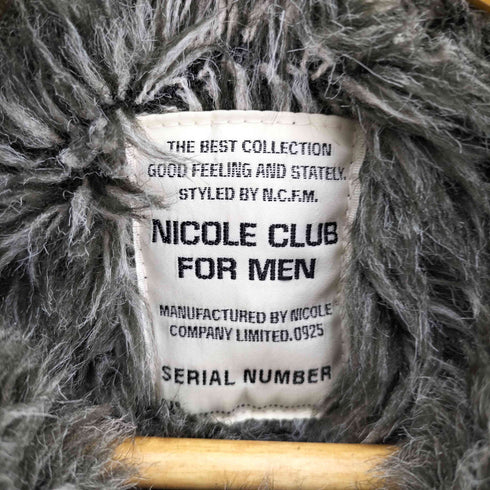 THE BEST COLLECTION
GOOD FEELING AND STATELY.
STYLED BY N.C.F.M.
NICOLE CLUB
FOR MEN
MANUFACTURED BY NICOLE
COMPANY LIMITED.0925
SERIAL NUMBER